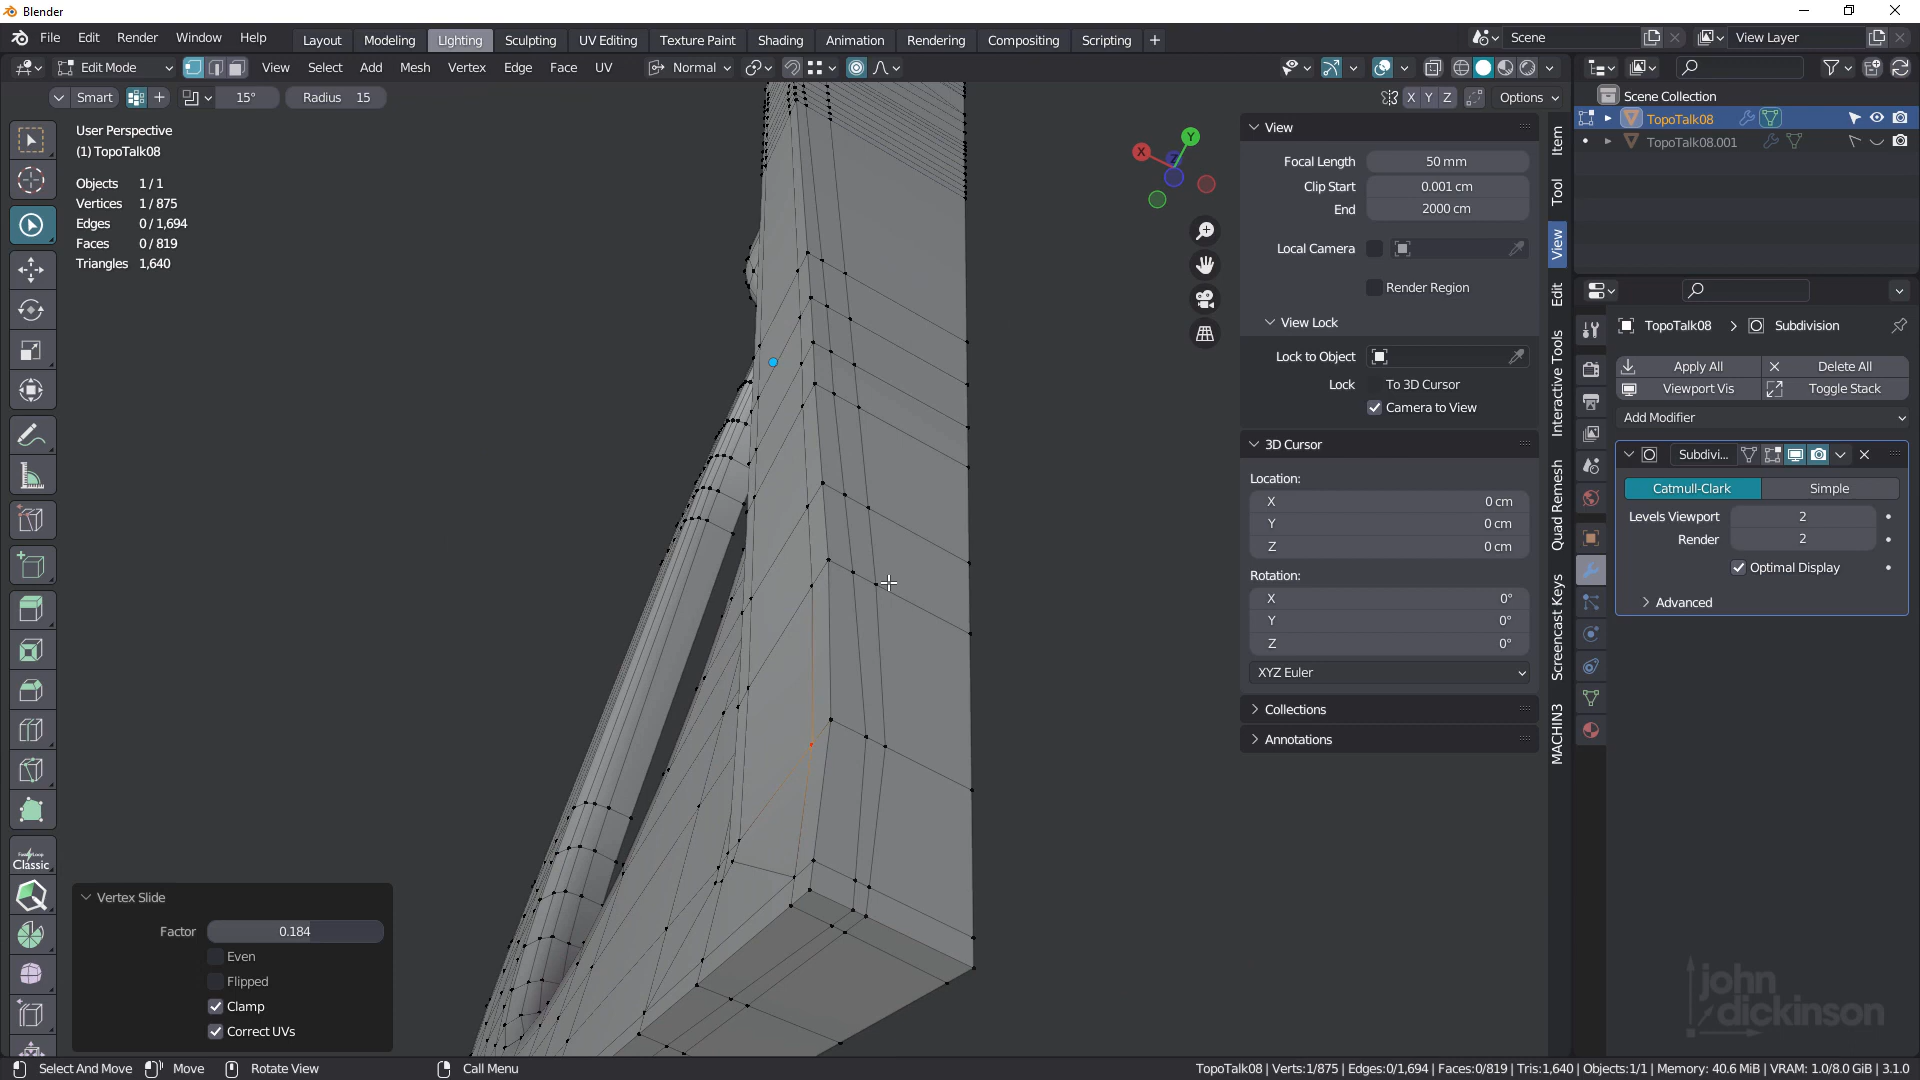 Blender
File Edit Render Window Help
Layout Modeling Lighting Sculpting UV Editing Texture Paint Shading Animation Rendering Compositing Scripting +
Scene
View Layer
Edit Mode View Select Add Mesh Vertex Edge Face UV Normal
Smart 15° Radius 15
X Y Z Options
User Perspective
(1) TopoTalk08
Objects 1 / 1
Vertices 1 / 875
Edges 0 / 1,694
Faces 0 / 819
Triangles 1,640
X
Y
Z
Classic
Vertex Slide
Factor 0.184
Even
Flipped
Clamp
Correct UVs
View
Focal Length 50 mm
Clip Start 0.001 cm
End 2000 cm
Local Camera
Render Region
View Lock
Lock to Object
Lock To 3D Cursor
Camera to View
3D Cursor
Location:
X 0 cm
Y 0 cm
Z 0 cm
Rotation:
X 0°
Y 0°
Z 0°
XYZ Euler
Collections
Annotations
Item
Tool
View
Edit
Interactive Tools
Quad Remesh
Screencast Keys
MACHIN3
Scene Collection
TopoTalk08
TopoTalk08.001
TopoTalk08 Subdivision
Apply All Delete All
Viewport Vis Toggle Stack
Add Modifier
Subdivi...
Catmull-Clark Simple
Levels Viewport 2
Render 2
Optimal Display
Advanced
john
dickinson
Select And Move Move Rotate View Call Menu
TopoTalk08 | Verts:1/875 | Edges:0/1,694 | Faces:0/819 | Tris:1,640 | Objects:1/1 | Memory: 40.6 MiB | VRAM: 1.0/8.0 GiB | 3.1.0